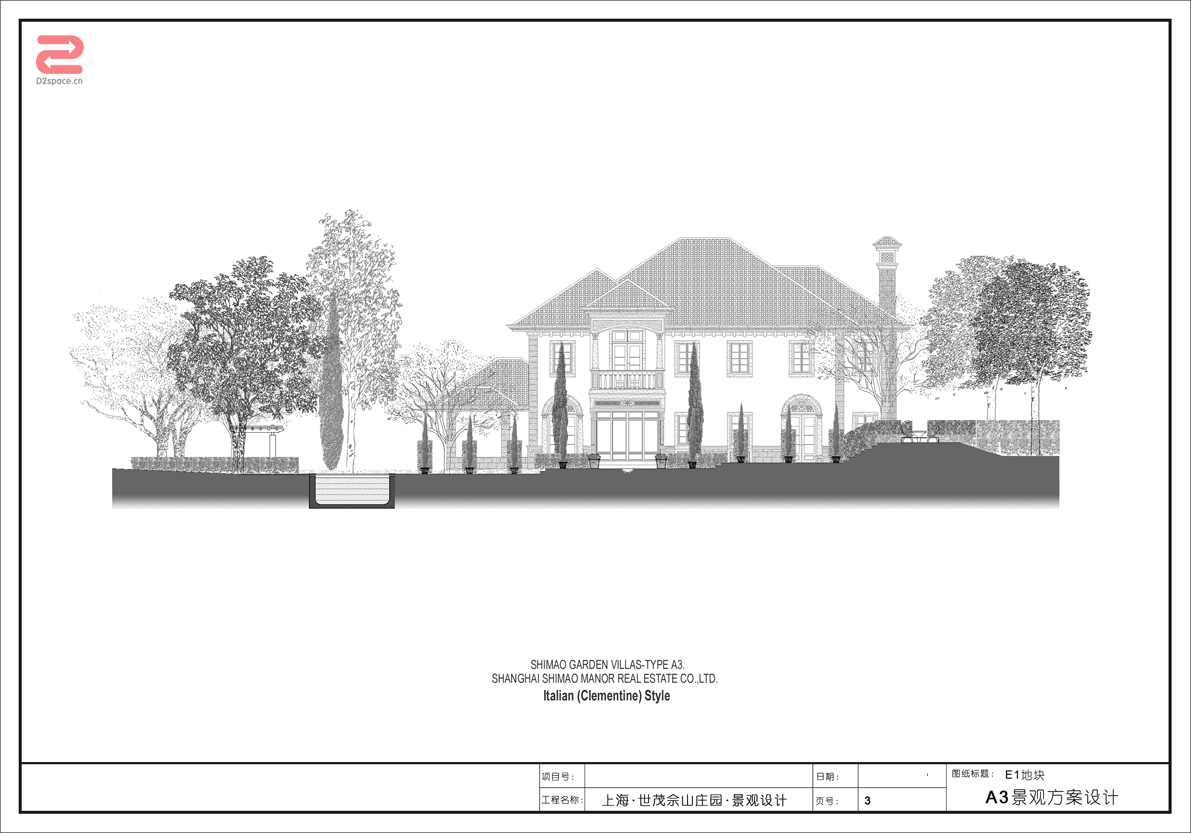 D2space.cn
SHIMAO GARDEN VILLAS-TYPE A3.
SHANGHAI SHIMAO MANOR REAL ESTATE CO.,LTD.
Italian (Clementine) Style
项目号:
日期:
图纸标题: E1地块
工程名称: 上海·世茂佘山庄园·景观设计
页号: 3
A3景观方案设计